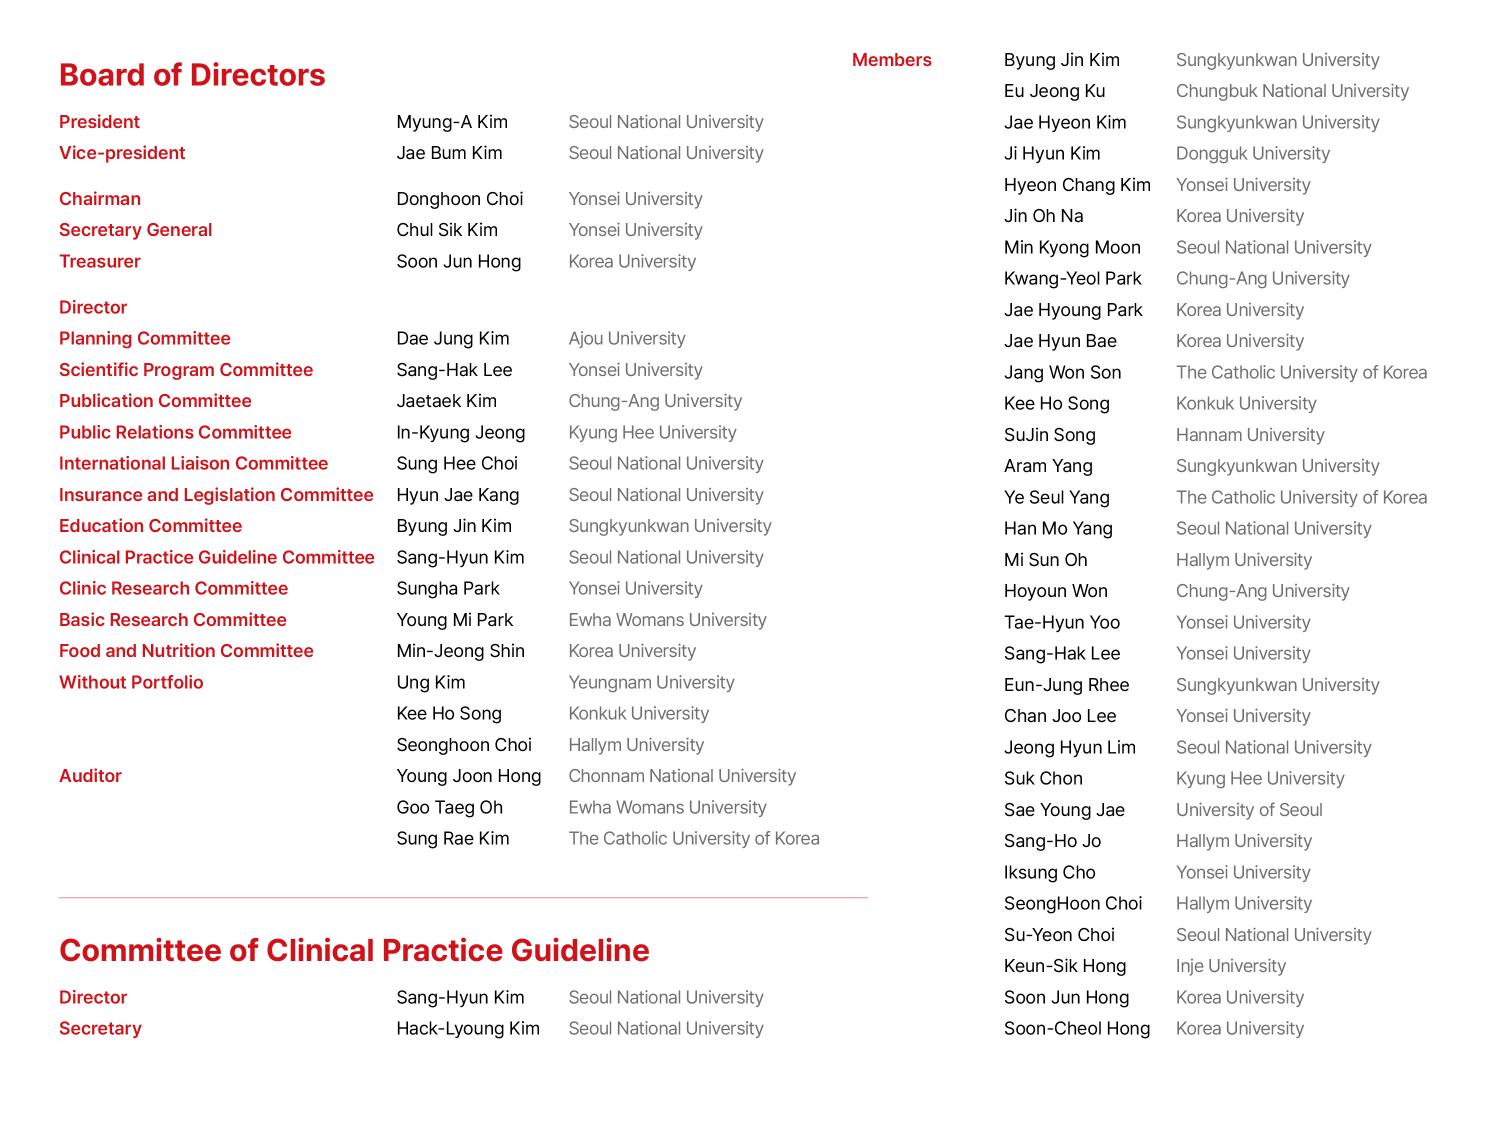 Board of Directors
President Myung-A Kim Seoul National University
Vice-president Jae Bum Kim Seoul National University
Chairman Donghoon Choi Yonsei University
Secretary General Chul Sik Kim Yonsei University
Treasurer Soon Jun Hong Korea University
Director
Planning Committee Dae Jung Kim Ajou University
Scientific Program Committee Sang-Hak Lee Yonsei University
Publication Committee Jaetaek Kim Chung-Ang University
Public Relations Committee In-Kyung Jeong Kyung Hee University
International Liaison Committee Sung Hee Choi Seoul National University
Insurance and Legislation Committee Hyun Jae Kang Seoul National University
Education Committee Byung Jin Kim Sungkyunkwan University
Clinical Practice Guideline Committee Sang-Hyun Kim Seoul National University
Clinic Research Committee Sungha Park Yonsei University
Basic Research Committee Young Mi Park Ewha Womans University
Food and Nutrition Committee Min-Jeong Shin Korea University
Without Portfolio Ung Kim Yeungnam University
Kee Ho Song Konkuk University
Seonghoon Choi Hallym University
Auditor Young Joon Hong Chonnam National University
Goo Taeg Oh Ewha Womans University
Sung Rae Kim The Catholic University of Korea
Committee of Clinical Practice Guideline
Director Sang-Hyun Kim Seoul National University
Secretary Hack-Lyoung Kim Seoul National University
Members Byung Jin Kim Sungkyunkwan University
Eu Jeong Ku Chungbuk National University
Jae Hyeon Kim Sungkyunkwan University
Ji Hyun Kim Dongguk University
Hyeon Chang Kim Yonsei University
Jin Oh Na Korea University
Min Kyong Moon Seoul National University
Kwang-Yeol Park Chung-Ang University
Jae Hyoung Park Korea University
Jae Hyun Bae Korea University
Jang Won Son The Catholic University of Korea
Kee Ho Song Konkuk University
SuJin Song Hannam University
Aram Yang Sungkyunkwan University
Ye Seul Yang The Catholic University of Korea
Han Mo Yang Seoul National University
Mi Sun Oh Hallym University
Hoyoun Won Chung-Ang University
Tae-Hyun Yoo Yonsei University
Sang-Hak Lee Yonsei University
Eun-Jung Rhee Sungkyunkwan University
Chan Joo Lee Yonsei University
Jeong Hyun Lim Seoul National University
Suk Chon Kyung Hee University
Sae Young Jae University of Seoul
Sang-Ho Jo Hallym University
Iksung Cho Yonsei University
SeongHoon Choi Hallym University
Su-Yeon Choi Seoul National University
Keun-Sik Hong Inje University
Soon Jun Hong Korea University
Soon-Cheol Hong Korea University